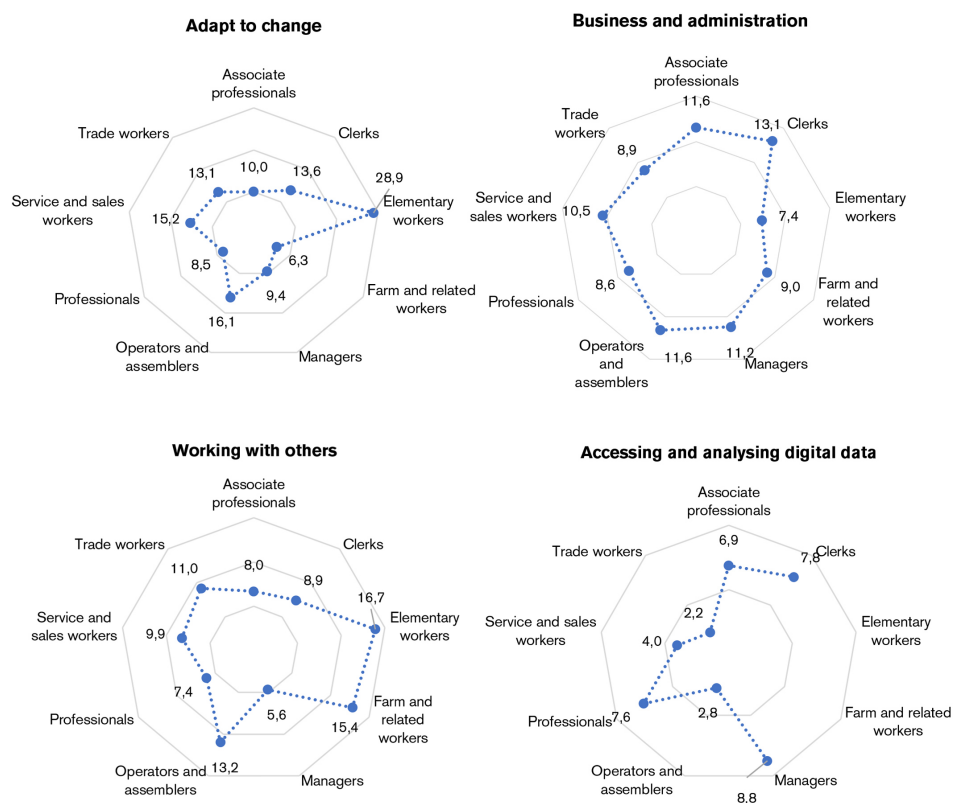 Adapt to change
Associate
professionals
Trade workers
Clerks
10,0
13,6
13,1
28,9
Service and sales
workers
15,2
Elementary
workers
8,5
6,3
Professionals
9,4
Farm and related
workers
16,1
Operators and
assemblers
Managers
Business and administration
Associate
professionals
11,6
Trade
workers
13,1
Clerks
8,9
Service
and sales
workers
10,5
Elementary
workers
7,4
8,6
9,0
Professionals
Farm and
related
workers
Operators
and
assemblers
11,6
11,2
Managers
Working with others
Associate
professionals
Trade workers
Clerks
11,0
8,0
8,9
16,7
Service and
sales workers
9,9
Elementary
workers
7,4
5,6
Professionals
15,4
Farm and
related
workers
13,2
Operators and
assemblers
Managers
Accessing and analysing digital data
Associate
professionals
6,9
Trade workers
7,8
Clerks
2,2
Service and sales
workers
4,0
Elementary
workers
Professionals
7,6
2,8
Farm and related
workers
Operators and
assemblers
Managers
8,8